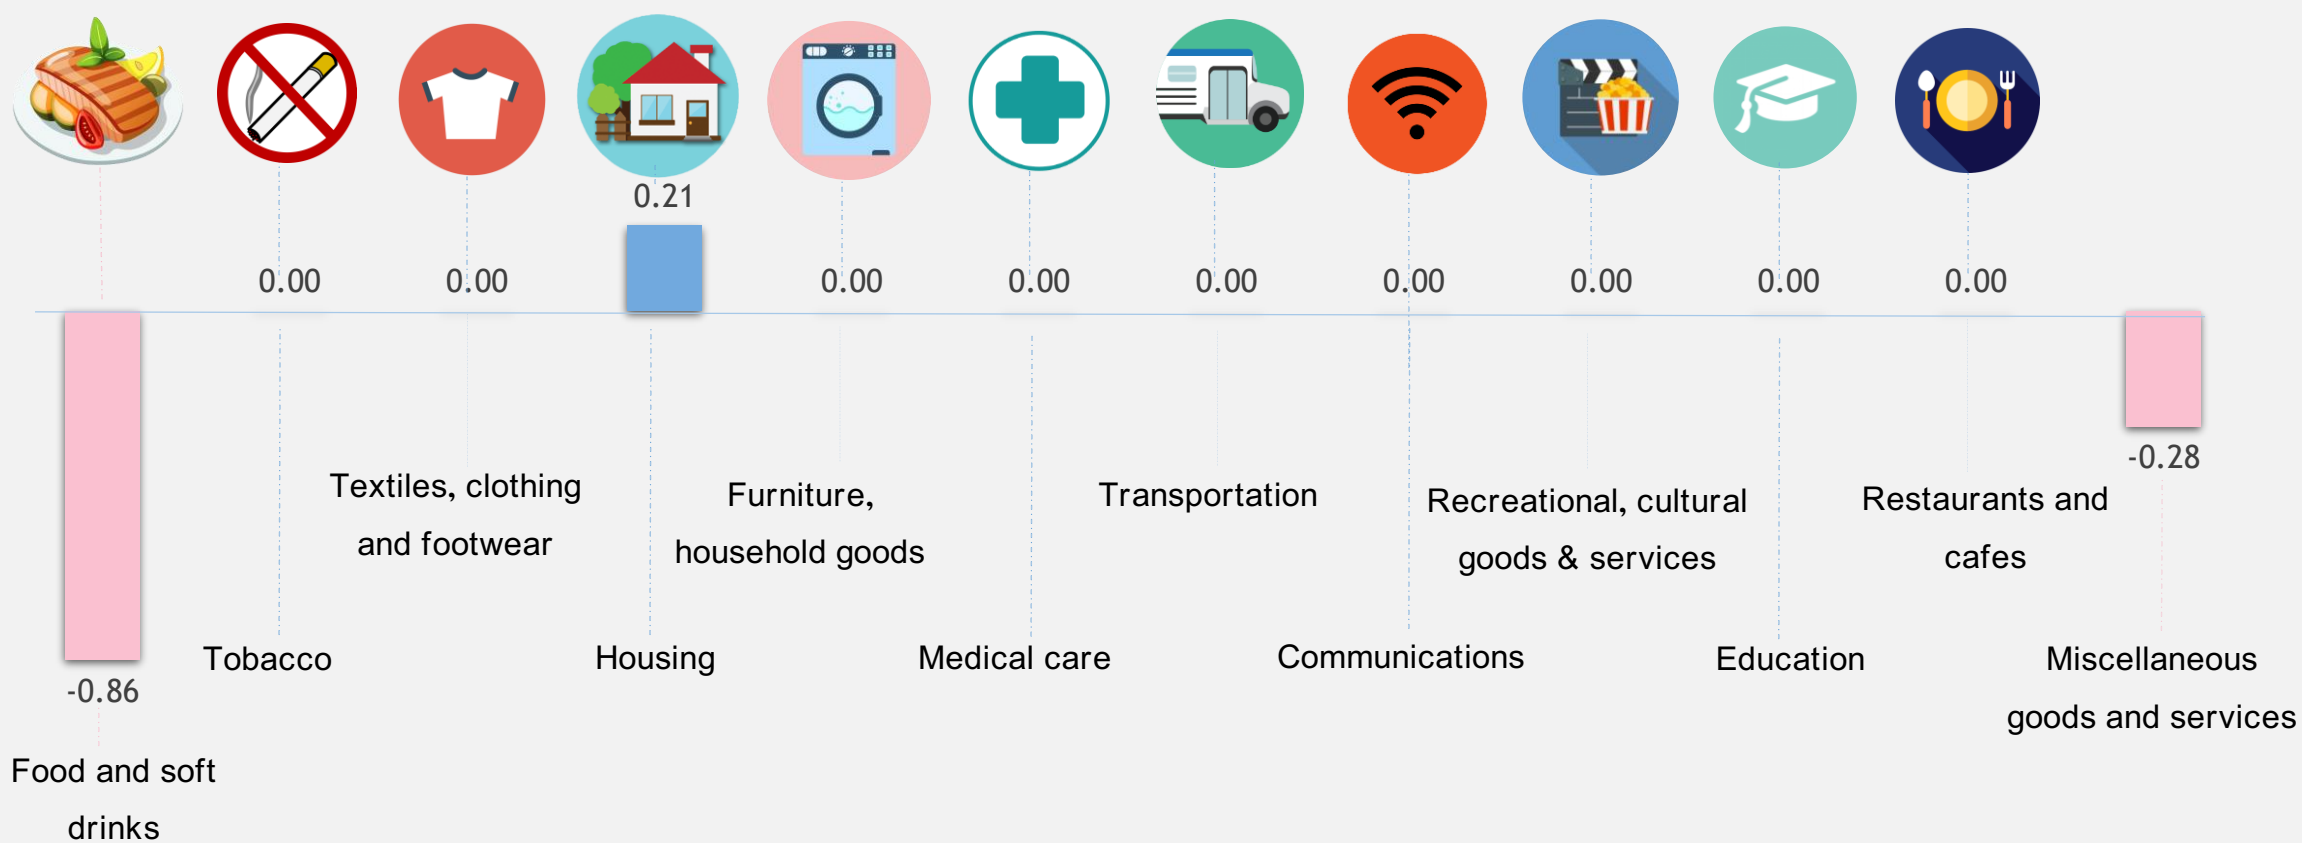 0.21
0.00
0.00
0.00
0.00
0.00
0.00
0.00
0.00
0.00
-0.28
Textiles, clothing
and footwear
Furniture,
household goods
Transportation
Recreational, cultural
goods & services
Restaurants and
cafes
Tobacco
Housing
Medical care
Communications
Education
Miscellaneous
goods and services
-0.86
Food and soft
drinks